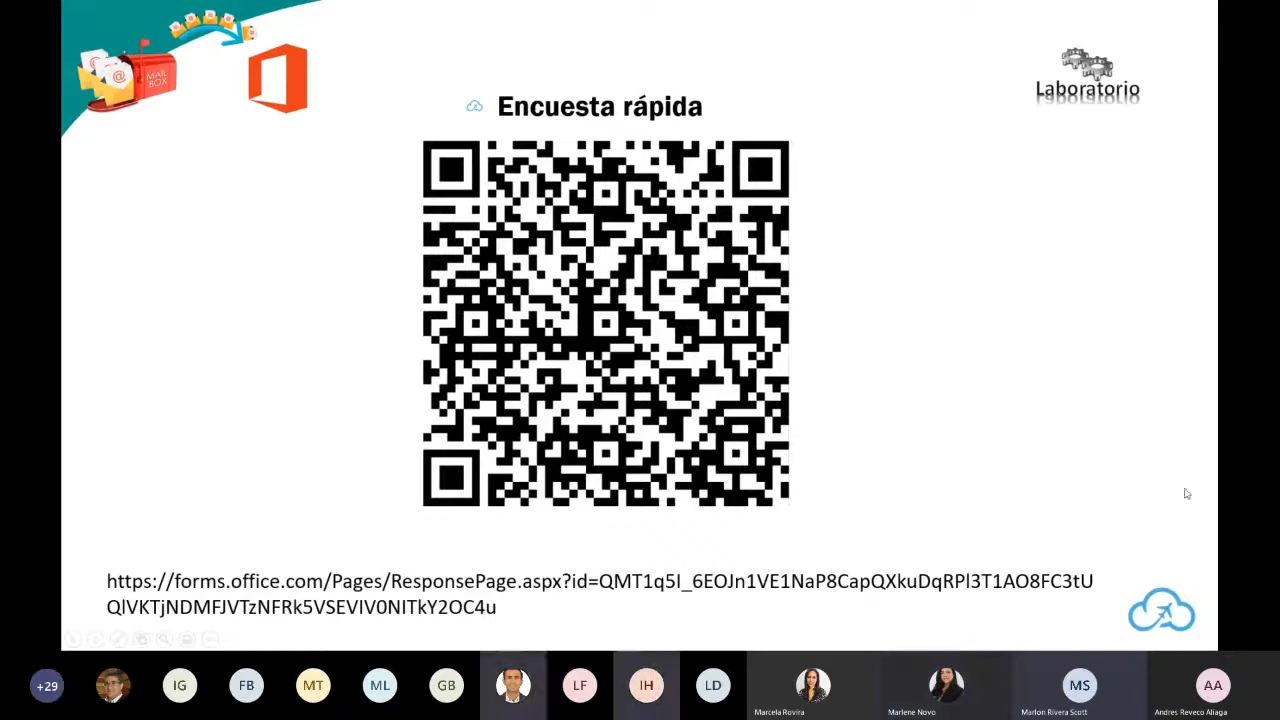 MAIL
BOX
Laboratorio
Encuesta rápida
https://forms.office.com/Pages/ResponsePage.aspx?id=QMT1q5I_6EOJn1VE1NaP8CapQXkuDqRPl3T1AO8FC3tU
QlVKTjNDMFJVTzNFRk5VSEVIV0NITkY2OC4u
+29
IG
FB
MT
ML
GB
LF
IH
LD
MS
AA
Marcela Rovira
Marlene Novo
Marlon Rivera Scott
Andres Reveco Aliaga